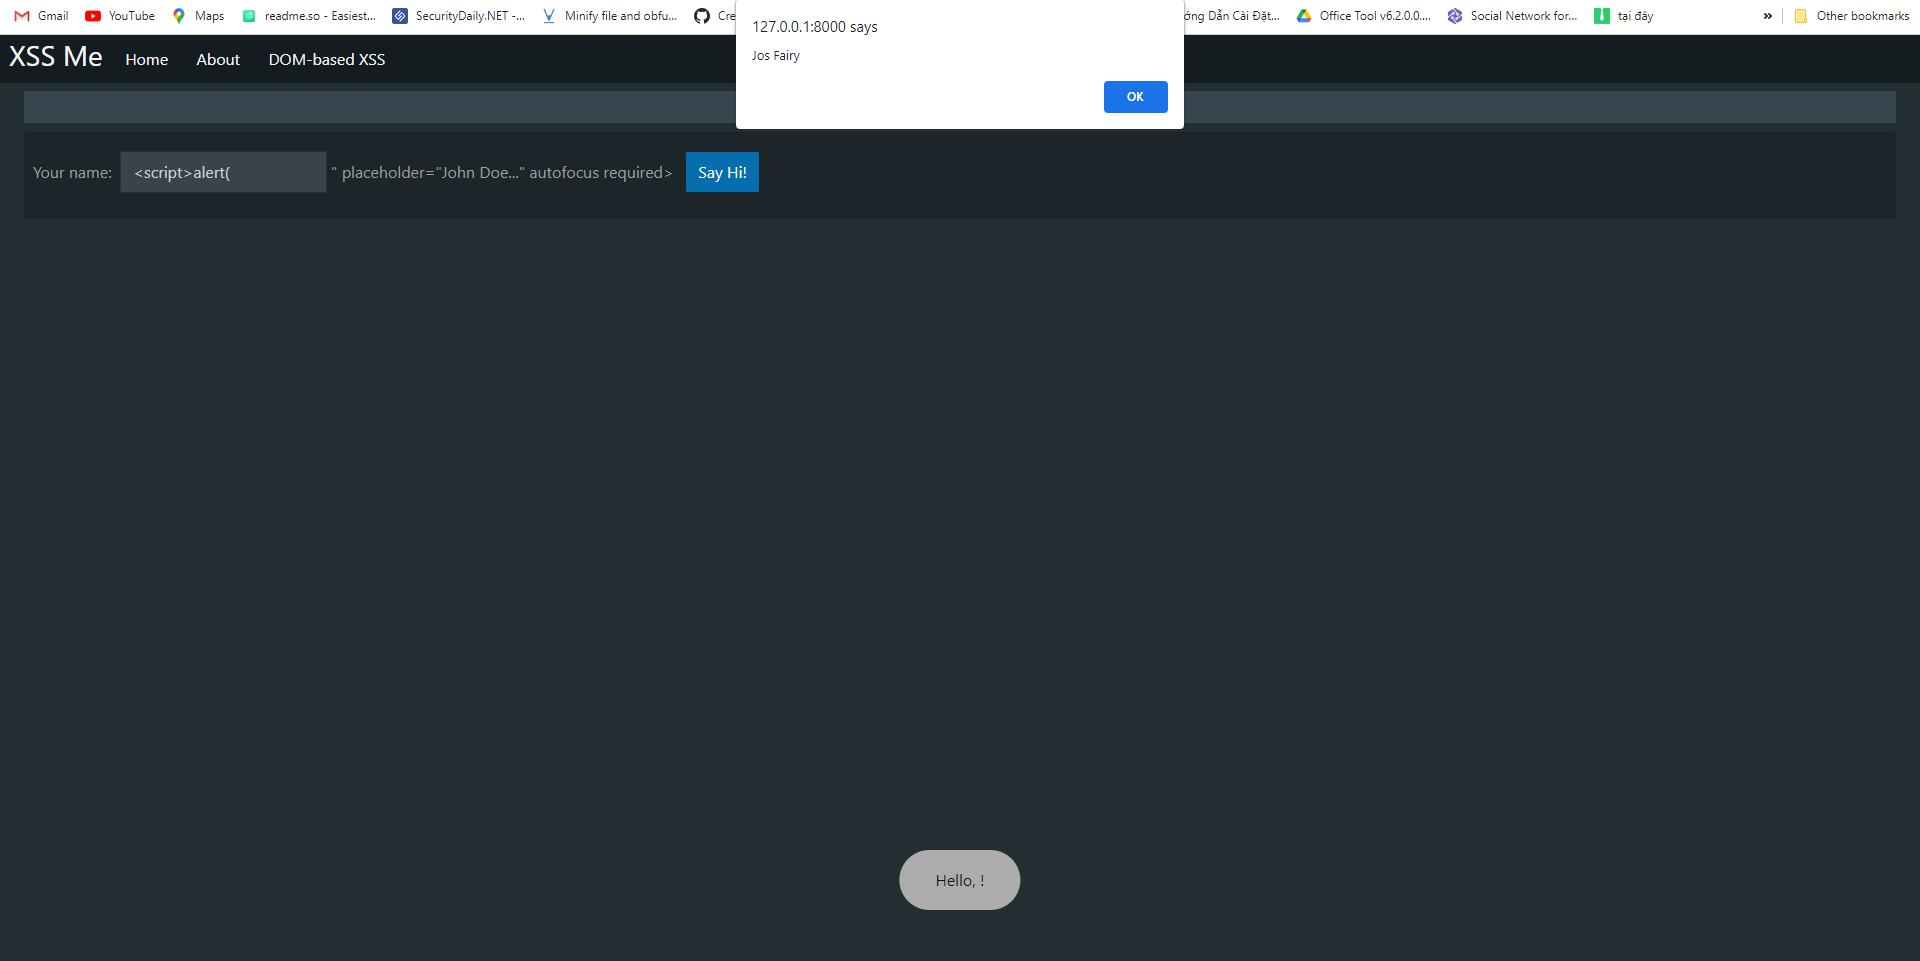 Gmail YouTube Maps readme.so - Easiest... SecurityDaily.NET -... Minify file and obfu... Cre ớng Dẫn Cài Đặt... Office Tool v6.2.0.0.... Social Network for... tại đây » Other bookmarks
127.0.0.1:8000 says
Jos Fairy
OK
XSS Me Home About DOM-based XSS
Your name: <script>alert( " placeholder="John Doe..." autofocus required> Say Hi!
Hello, !